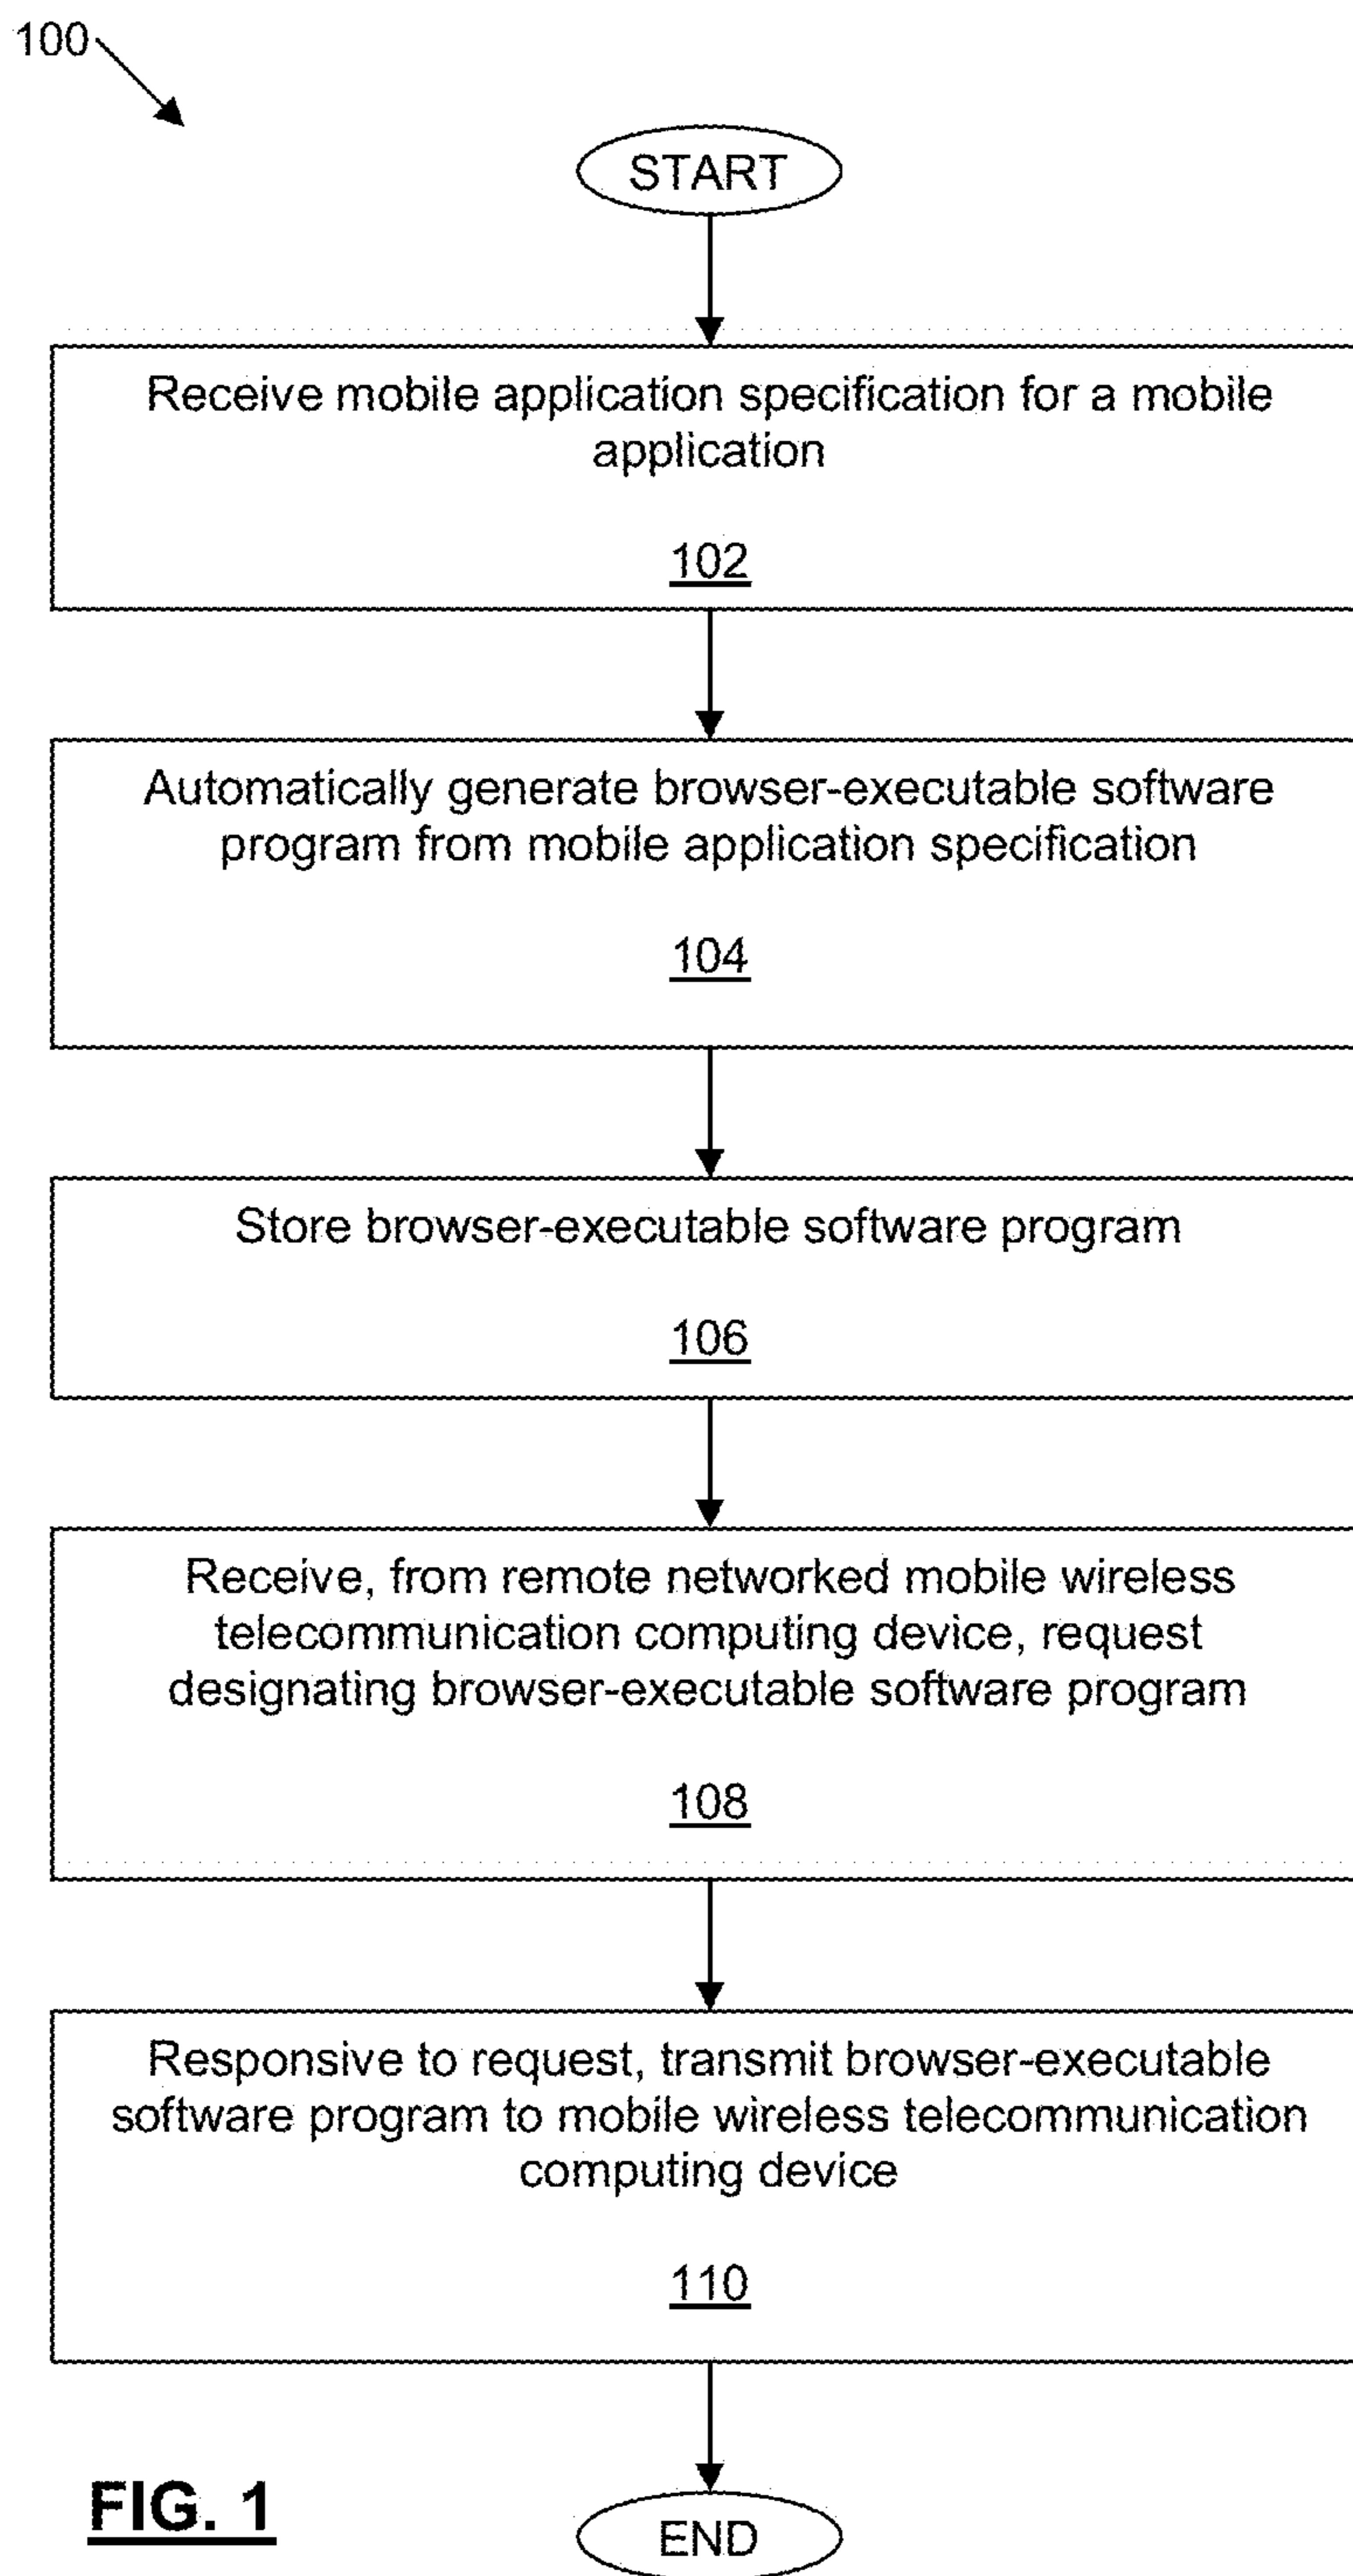 100
START
Receive mobile application specification for a mobile
application
102
Automatically generate browser-executable software
program from mobile application specification
104
Store browser-executable software program
106
Receive, from remote networked mobile wireless
telecommunication computing device, request
designating browser-executable software program
108
Responsive to request, transmit browser-executable
software program to mobile wireless telecommunication
computing device
110
FIG. 1
END